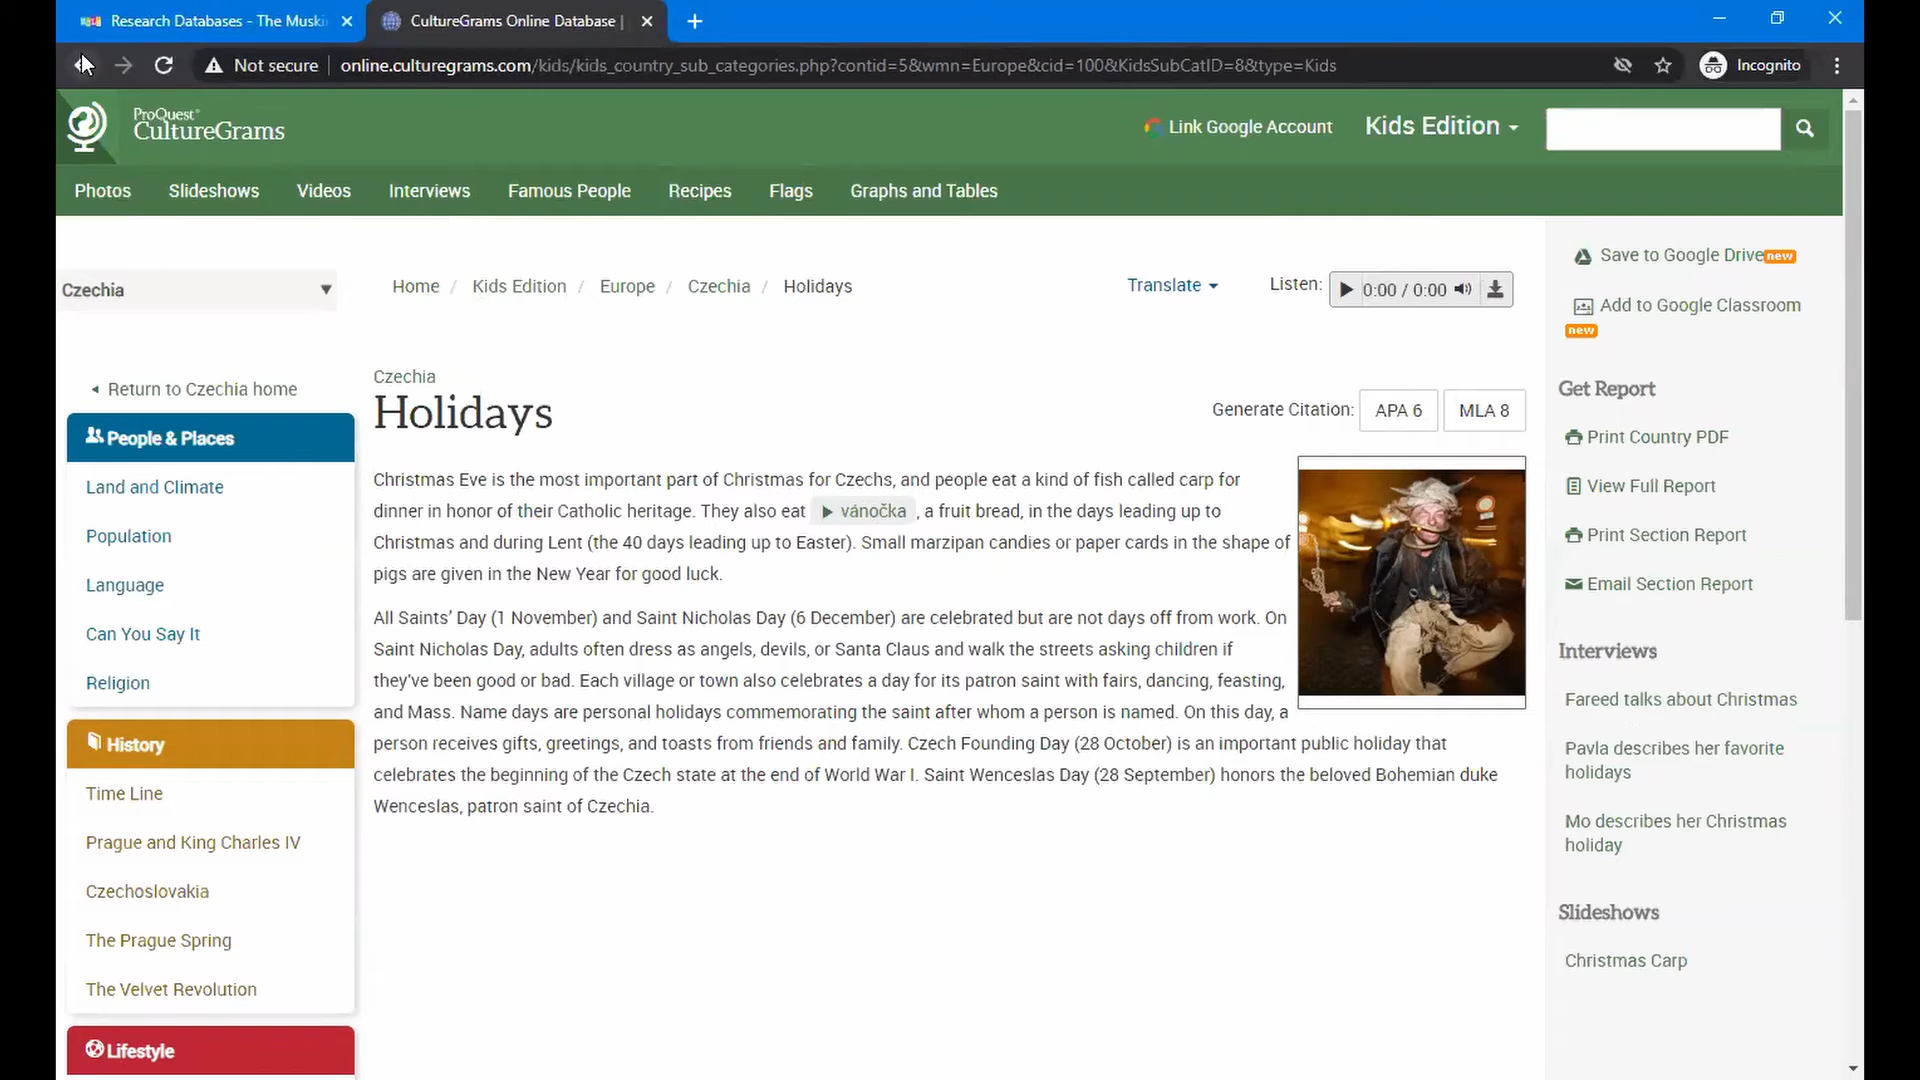 Research Databases - The Muski
CultureGrams Online Database |
Not secure
online.culturegrams.com/kids/kids_country_sub_categories.php?contid=5&wmn=Europe&cid=100&KidsSubCatID=8&type=Kids
Incognito
ProQuest
CultureGrams
Link Google Account
Kids Edition
Photos
Slideshows
Videos
Interviews
Famous People
Recipes
Flags
Graphs and Tables
Czechia
Home / Kids Edition / Europe / Czechia / Holidays
Translate
Listen:
0:00 / 0:00
Return to Czechia home
People & Places
Land and Climate
Population
Language
Can You Say It
Religion
History
Time Line
Prague and King Charles IV
Czechoslovakia
The Prague Spring
The Velvet Revolution
Lifestyle
Czechia
Holidays
Generate Citation:
APA 6
MLA 8
Christmas Eve is the most important part of Christmas for Czechs, and people eat a kind of fish called carp for
dinner in honor of their Catholic heritage. They also eat vánočka , a fruit bread, in the days leading up to
Christmas and during Lent (the 40 days leading up to Easter). Small marzipan candies or paper cards in the shape of
pigs are given in the New Year for good luck.
All Saints’ Day (1 November) and Saint Nicholas Day (6 December) are celebrated but are not days off from work. On
Saint Nicholas Day, adults often dress as angels, devils, or Santa Claus and walk the streets asking children if
they've been good or bad. Each village or town also celebrates a day for its patron saint with fairs, dancing, feasting,
and Mass. Name days are personal holidays commemorating the saint after whom a person is named. On this day, a
person receives gifts, greetings, and toasts from friends and family. Czech Founding Day (28 October) is an important public holiday that
celebrates the beginning of the Czech state at the end of World War I. Saint Wenceslas Day (28 September) honors the beloved Bohemian duke
Wenceslas, patron saint of Czechia.
Save to Google Drive new
Add to Google Classroom
new
Get Report
Print Country PDF
View Full Report
Print Section Report
Email Section Report
Interviews
Fareed talks about Christmas
Pavla describes her favorite
holidays
Mo describes her Christmas
holiday
Slideshows
Christmas Carp